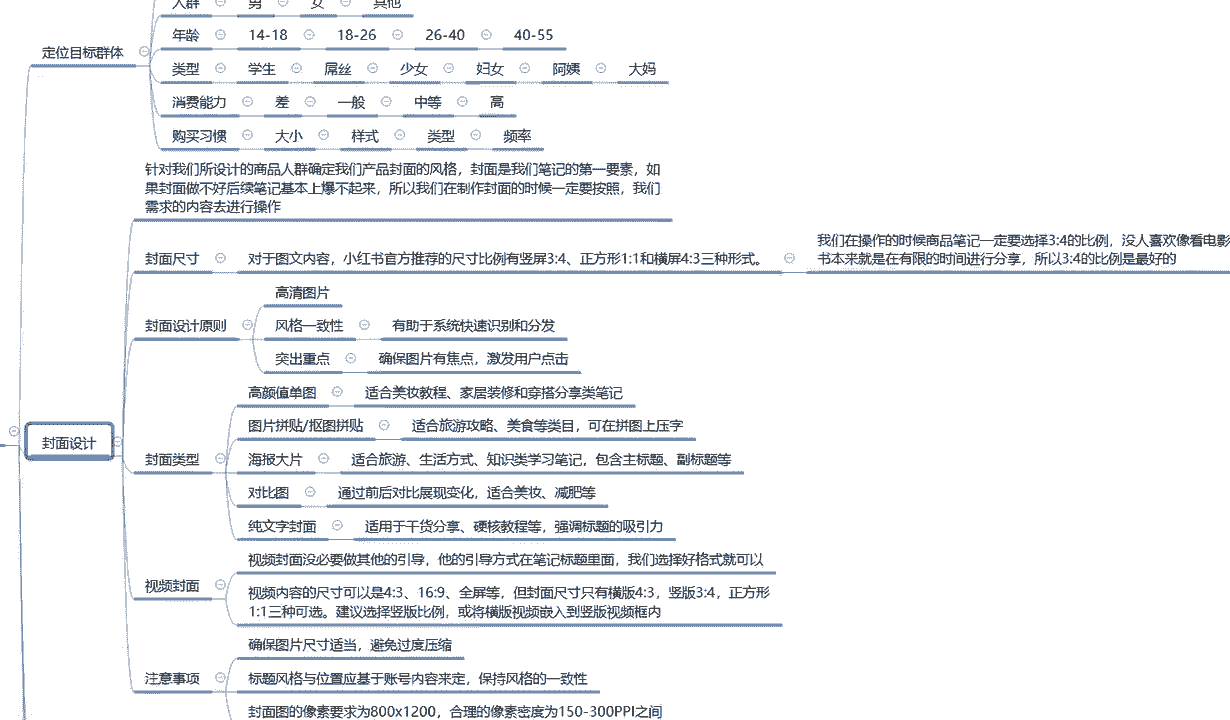 人群 男 女 其他
定位目标群体
年龄 14-18 18-26 26-40 40-55
类型 学生 屌丝 少女 妇女 阿姨 大妈
消费能力 差 一般 中等 高
购买习惯 大小 样式 类型 频率
针对我们所设计的商品人群确定我们产品封面的风格，封面是我们笔记的第一要素，如
果封面做不好后续笔记基本上爆不起来，所以我们在制作封面的时候一定要按照，我们
需求的内容去进行操作
封面尺寸 对于图文内容，小红书官方推荐的尺寸比例有竖屏3:4、正方形1:1和横屏4:3三种形式。
我们在操作的时候商品笔记一定要选择3:4的比例，没人喜欢像看电影
书本来就是在有限的时间进行分享，所以3:4的比例是最好的
封面设计原则
高清图片
风格一致性 有助于系统快速识别和分发
突出重点 确保图片有焦点，激发用户点击
封面设计
封面类型
高颜值单图 适合美妆教程、家居装修和穿搭分享类笔记
图片拼贴/抠图拼贴 适合旅游攻略、美食等类目，可在拼图上压字
海报大片 适合旅游、生活方式、知识类学习笔记，包含主标题、副标题等
对比图 通过前后对比展现变化，适合美妆、减肥等
纯文字封面 适用于干货分享、硬核教程等，强调标题的吸引力
视频封面
视频封面没必要做其他的引导，他的引导方式在笔记标题里面，我们选择好格式就可以
视频内容的尺寸可以是4:3、16:9、全屏等，但封面尺寸只有横版4:3，竖版3:4，正方形
1:1三种可选。建议选择竖版比例，或将横版视频嵌入到竖版视频框内
注意事项
确保图片尺寸适当，避免过度压缩
标题风格与位置应基于账号内容来定，保持风格的一致性
封面图的像素要求为800x1200，合理的像素密度为150-300PPI之间